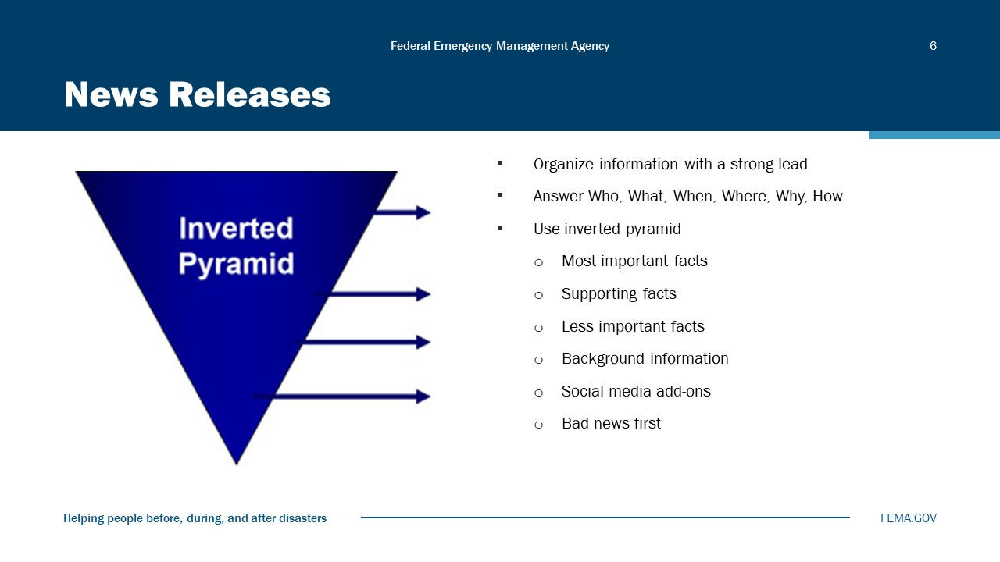 Federal Emergency Management Agency
6
News Releases
Inverted
Pyramid
▪ Organize information with a strong lead
▪ Answer Who, What, When, Where, Why, How
▪ Use inverted pyramid
o Most important facts
o Supporting facts
o Less important facts
o Background information
o Social media add-ons
o Bad news first
Helping people before, during, and after disasters
FEMA.GOV